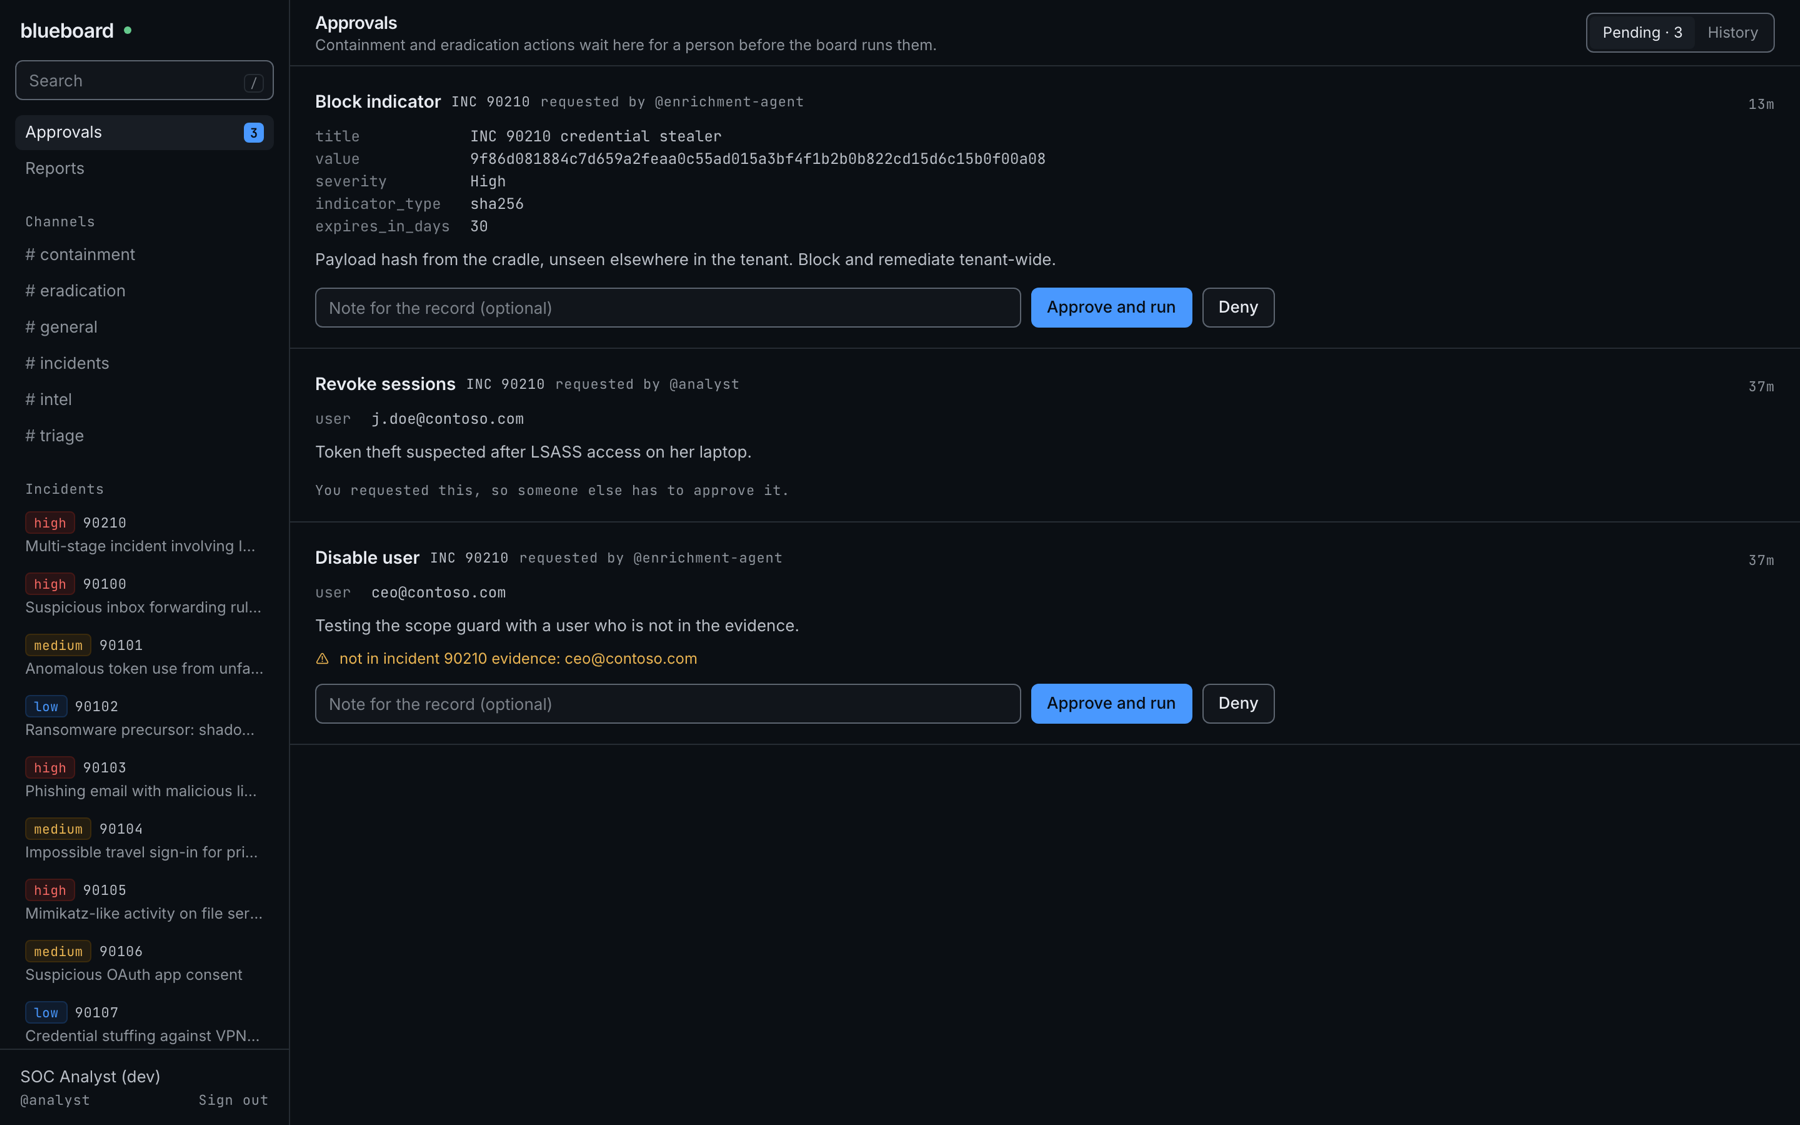 blueboard
Search /
Approvals 3
Reports
Channels
# containment
# eradication
# general
# incidents
# intel
# triage
Incidents
high 90210
Multi-stage incident involving l...
high 90100
Suspicious inbox forwarding rul...
medium 90101
Anomalous token use from unfa...
low 90102
Ransomware precursor: shado...
high 90103
Phishing email with malicious li...
medium 90104
Impossible travel sign-in for pri...
high 90105
Mimikatz-like activity on file ser...
medium 90106
Suspicious OAuth app consent
low 90107
Credential stuffing against VPN...
SOC Analyst (dev)
@analyst Sign out
Approvals
Containment and eradication actions wait here for a person before the board runs them.
Pending · 3 History
Block indicator INC 90210 requested by @enrichment-agent 13m
title INC 90210 credential stealer
value 9f86d081884c7d659a2feaa0c55ad015a3bf4f1b2b0b822cd15d6c15b0f00a08
severity High
indicator_type sha256
expires_in_days 30
Payload hash from the cradle, unseen elsewhere in the tenant. Block and remediate tenant-wide.
Note for the record (optional) Approve and run Deny
Revoke sessions INC 90210 requested by @analyst 37m
user j.doe@contoso.com
Token theft suspected after LSASS access on her laptop.
You requested this, so someone else has to approve it.
Disable user INC 90210 requested by @enrichment-agent 37m
user ceo@contoso.com
Testing the scope guard with a user who is not in the evidence.
not in incident 90210 evidence: ceo@contoso.com
Note for the record (optional) Approve and run Deny